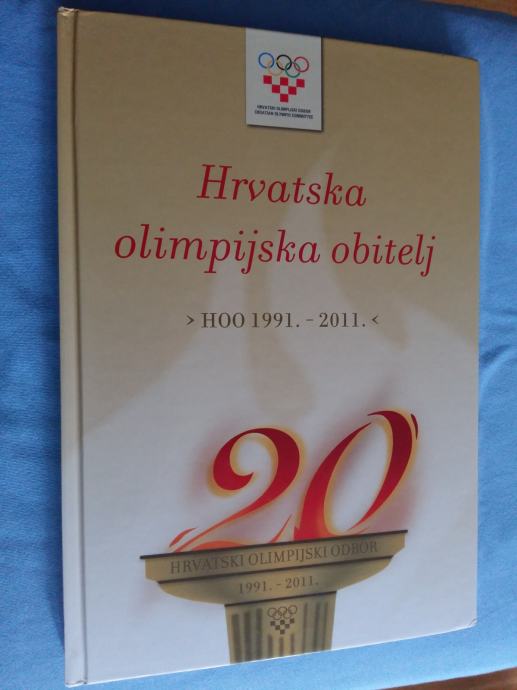 HRVATSKI OLIMPIJSKI ODBOR
CROATIAN OLYMPIC COMMITTEE
Hrvatska
olimpijska obitelj
> HOO 1991. - 2011. <
20
HRVATSKI OLIMPIJSKI ODBOR
1991. - 2011.